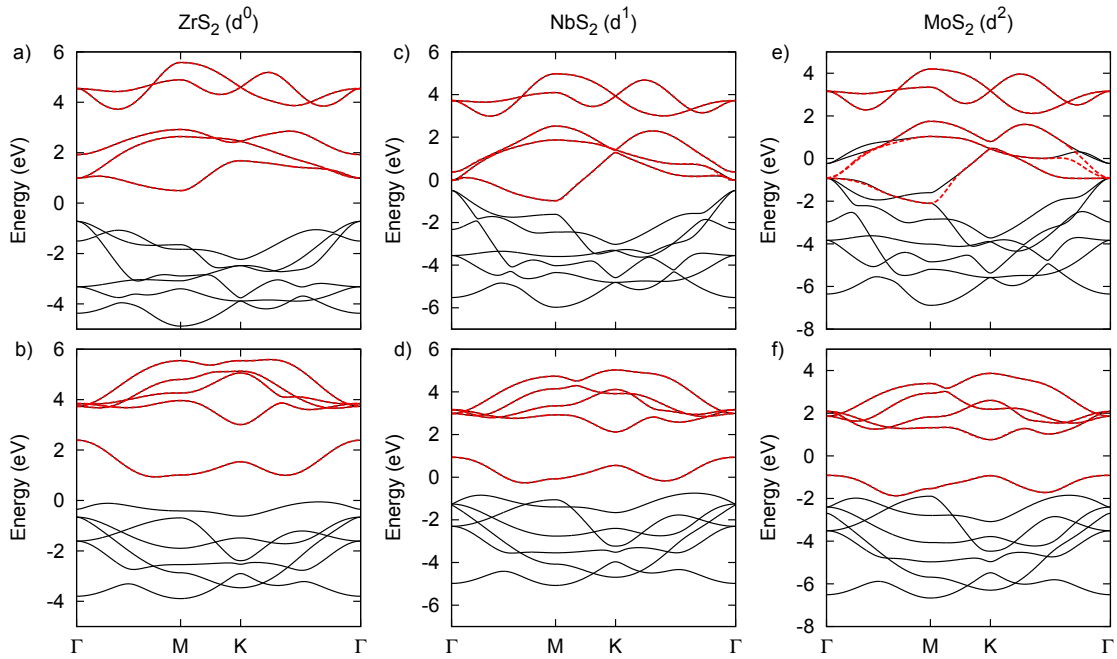 ZrS₂ (d⁰) NbS₂ (d¹) MoS₂ (d²)
a) c) e)
Energy (eV) Energy (eV) Energy (eV)
6 6 4
4 4 2
2 2 0
0 0 -2
-2 -2 -4
-4 -4 -6
-6 -8
b) d) f)
Energy (eV) Energy (eV) Energy (eV)
6 6 4
4 4 2
2 2 0
0 0 -2
-2 -2 -4
-4 -4 -6
-6 -8
Γ M K Γ Γ M K Γ Γ M K Γ